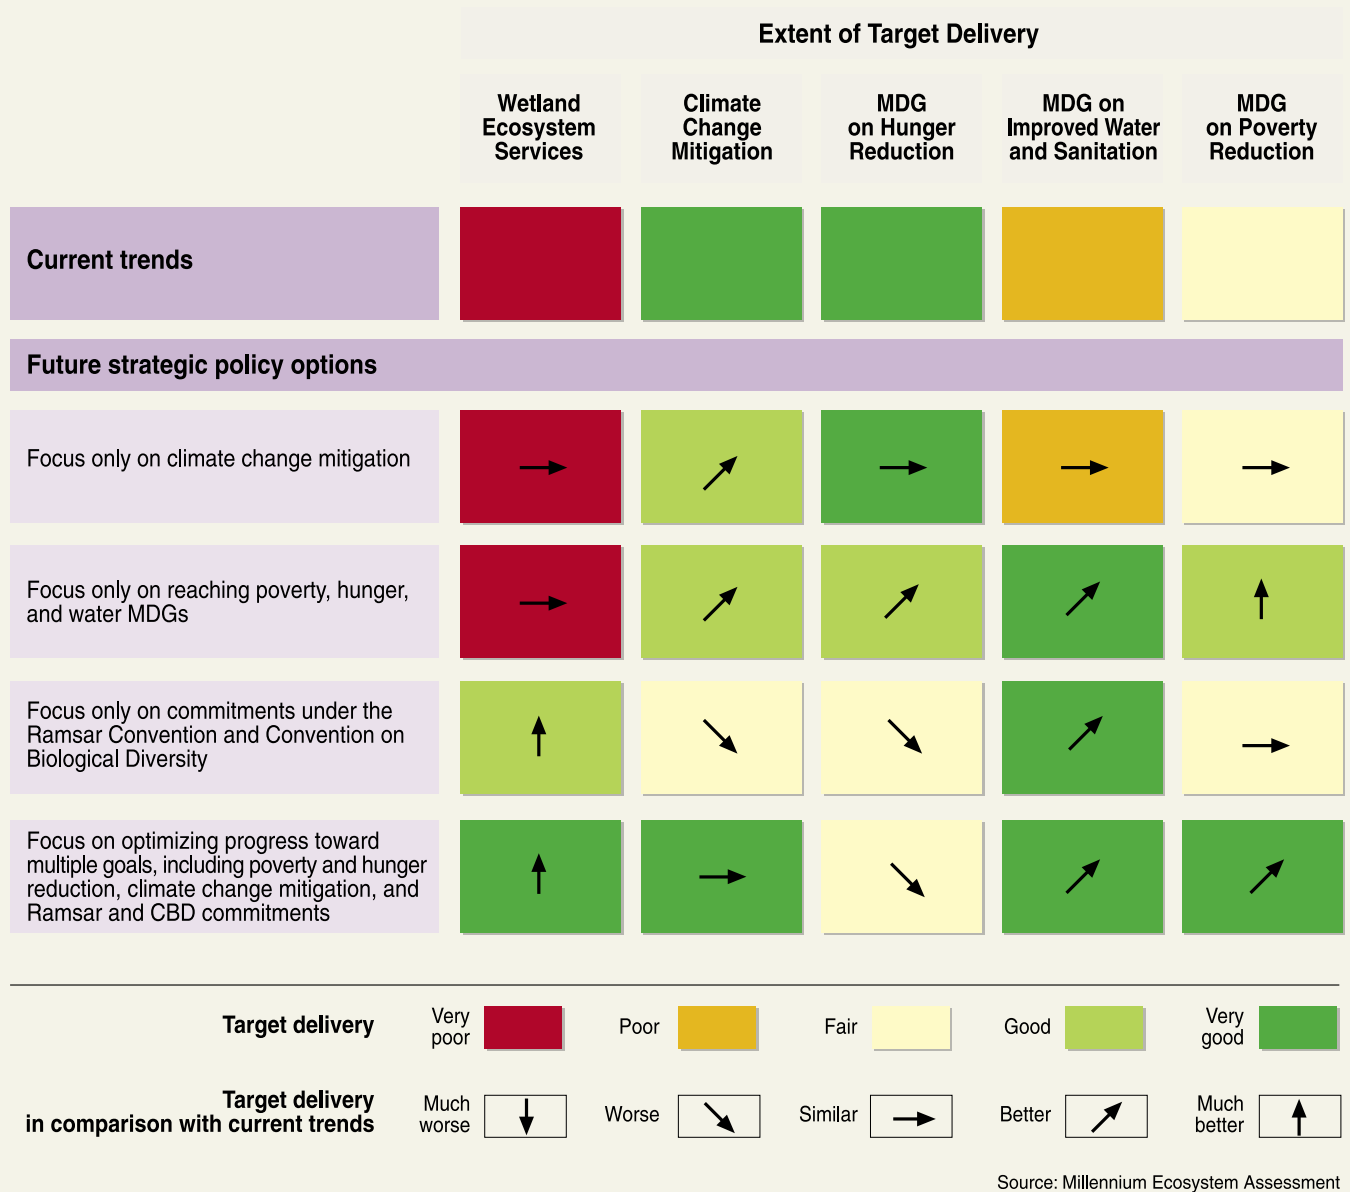 Extent of Target Delivery
Wetland
Ecosystem
Services
Climate
Change
Mitigation
MDG
on Hunger
Reduction
MDG on
Improved Water
and Sanitation
MDG
on Poverty
Reduction
Current trends
Future strategic policy options
Focus only on climate change mitigation
Focus only on reaching poverty, hunger,
and water MDGs
Focus only on commitments under the
Ramsar Convention and Convention on
Biological Diversity
Focus on optimizing progress toward
multiple goals, including poverty and hunger
reduction, climate change mitigation, and
Ramsar and CBD commitments
Target delivery
Very
poor
Poor
Fair
Good
Very
good
Target delivery
in comparison with current trends
Much
worse
Worse
Similar
Better
Much
better
Source: Millennium Ecosystem Assessment